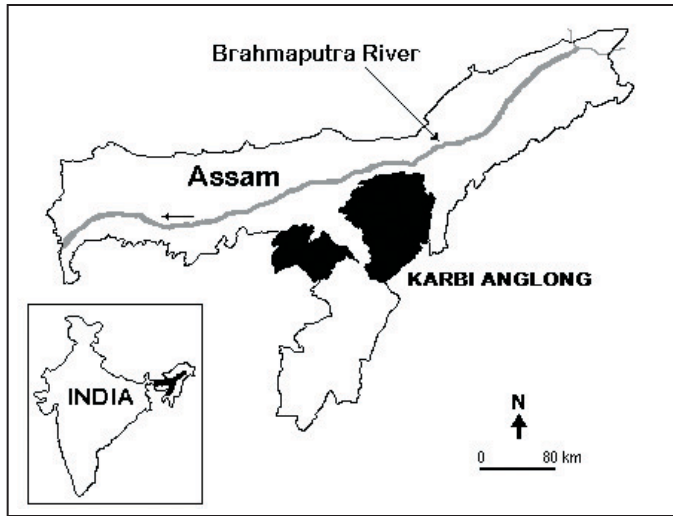 Brahmaputra River
Assam
KARBI ANGLONG
INDIA
N
0 80 km